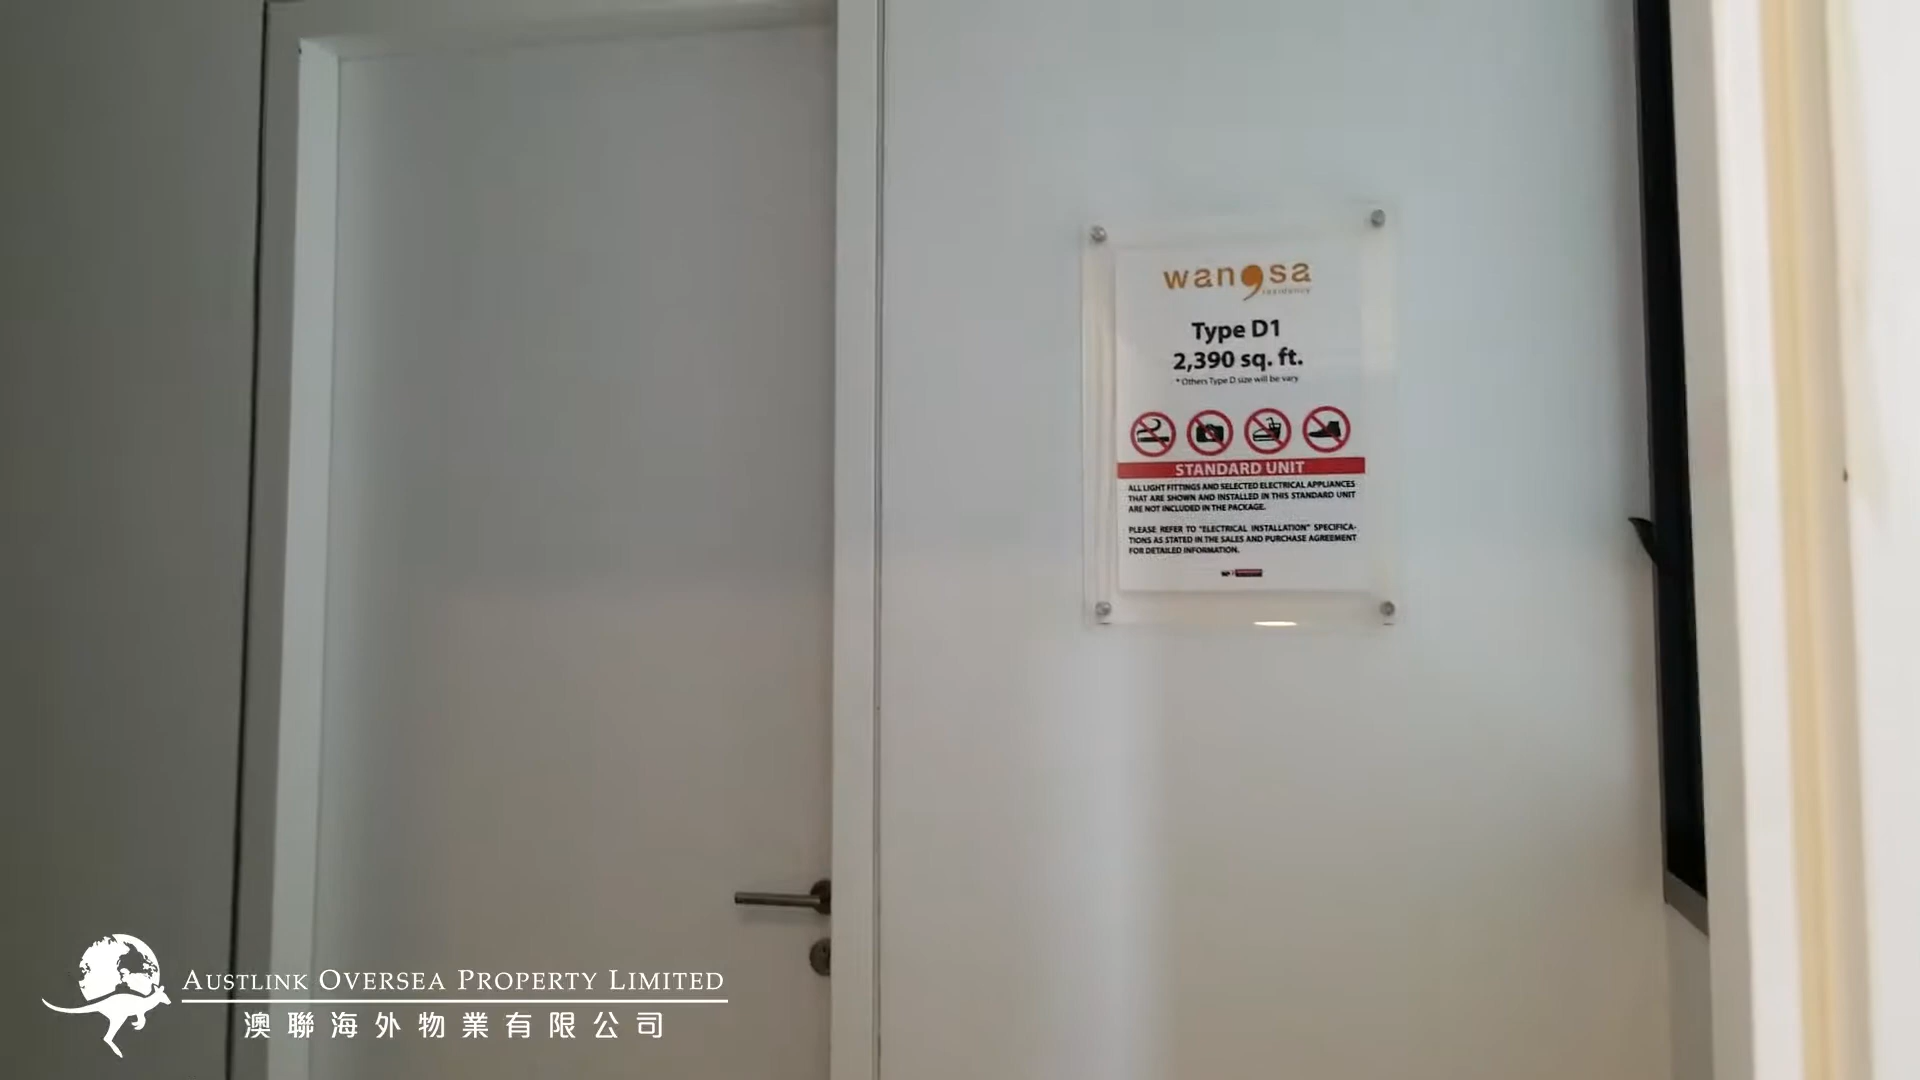 wangsa
residency
Type D1
2,390 sq. ft.
* Others Type D size will be vary
STANDARD UNIT
ALL LIGHT FITTINGS AND SELECTED ELECTRICAL APPLIANCES
THAT ARE SHOWN AND INSTALLED IN THIS STANDARD UNIT
ARE NOT INCLUDED IN THE PACKAGE.
PLEASE REFER TO "ELECTRICAL INSTALLATION" SPECIFICA-
TIONS AS STATED IN THE SALES AND PURCHASE AGREEMENT
FOR DETAILED INFORMATION.
AUSTLINK OVERSEA PROPERTY LIMITED
澳聯海外物業有限公司